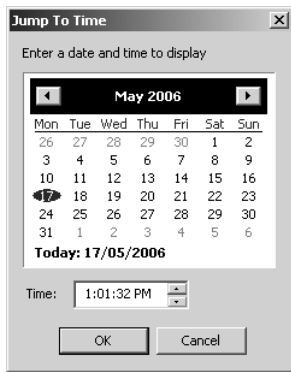 Jump To Time
Enter a date and time to display
May 2006
Mon Tue Wed Thu Fri Sat Sun
26 27 28 29 30 1 2
3 4 5 6 7 8 9
10 11 12 13 14 15 16
17 18 19 20 21 22 23
24 25 26 27 28 29 30
31 1 2 3 4 5 6
Today: 17/05/2006
Time: 1:01:32 PM
OK Cancel